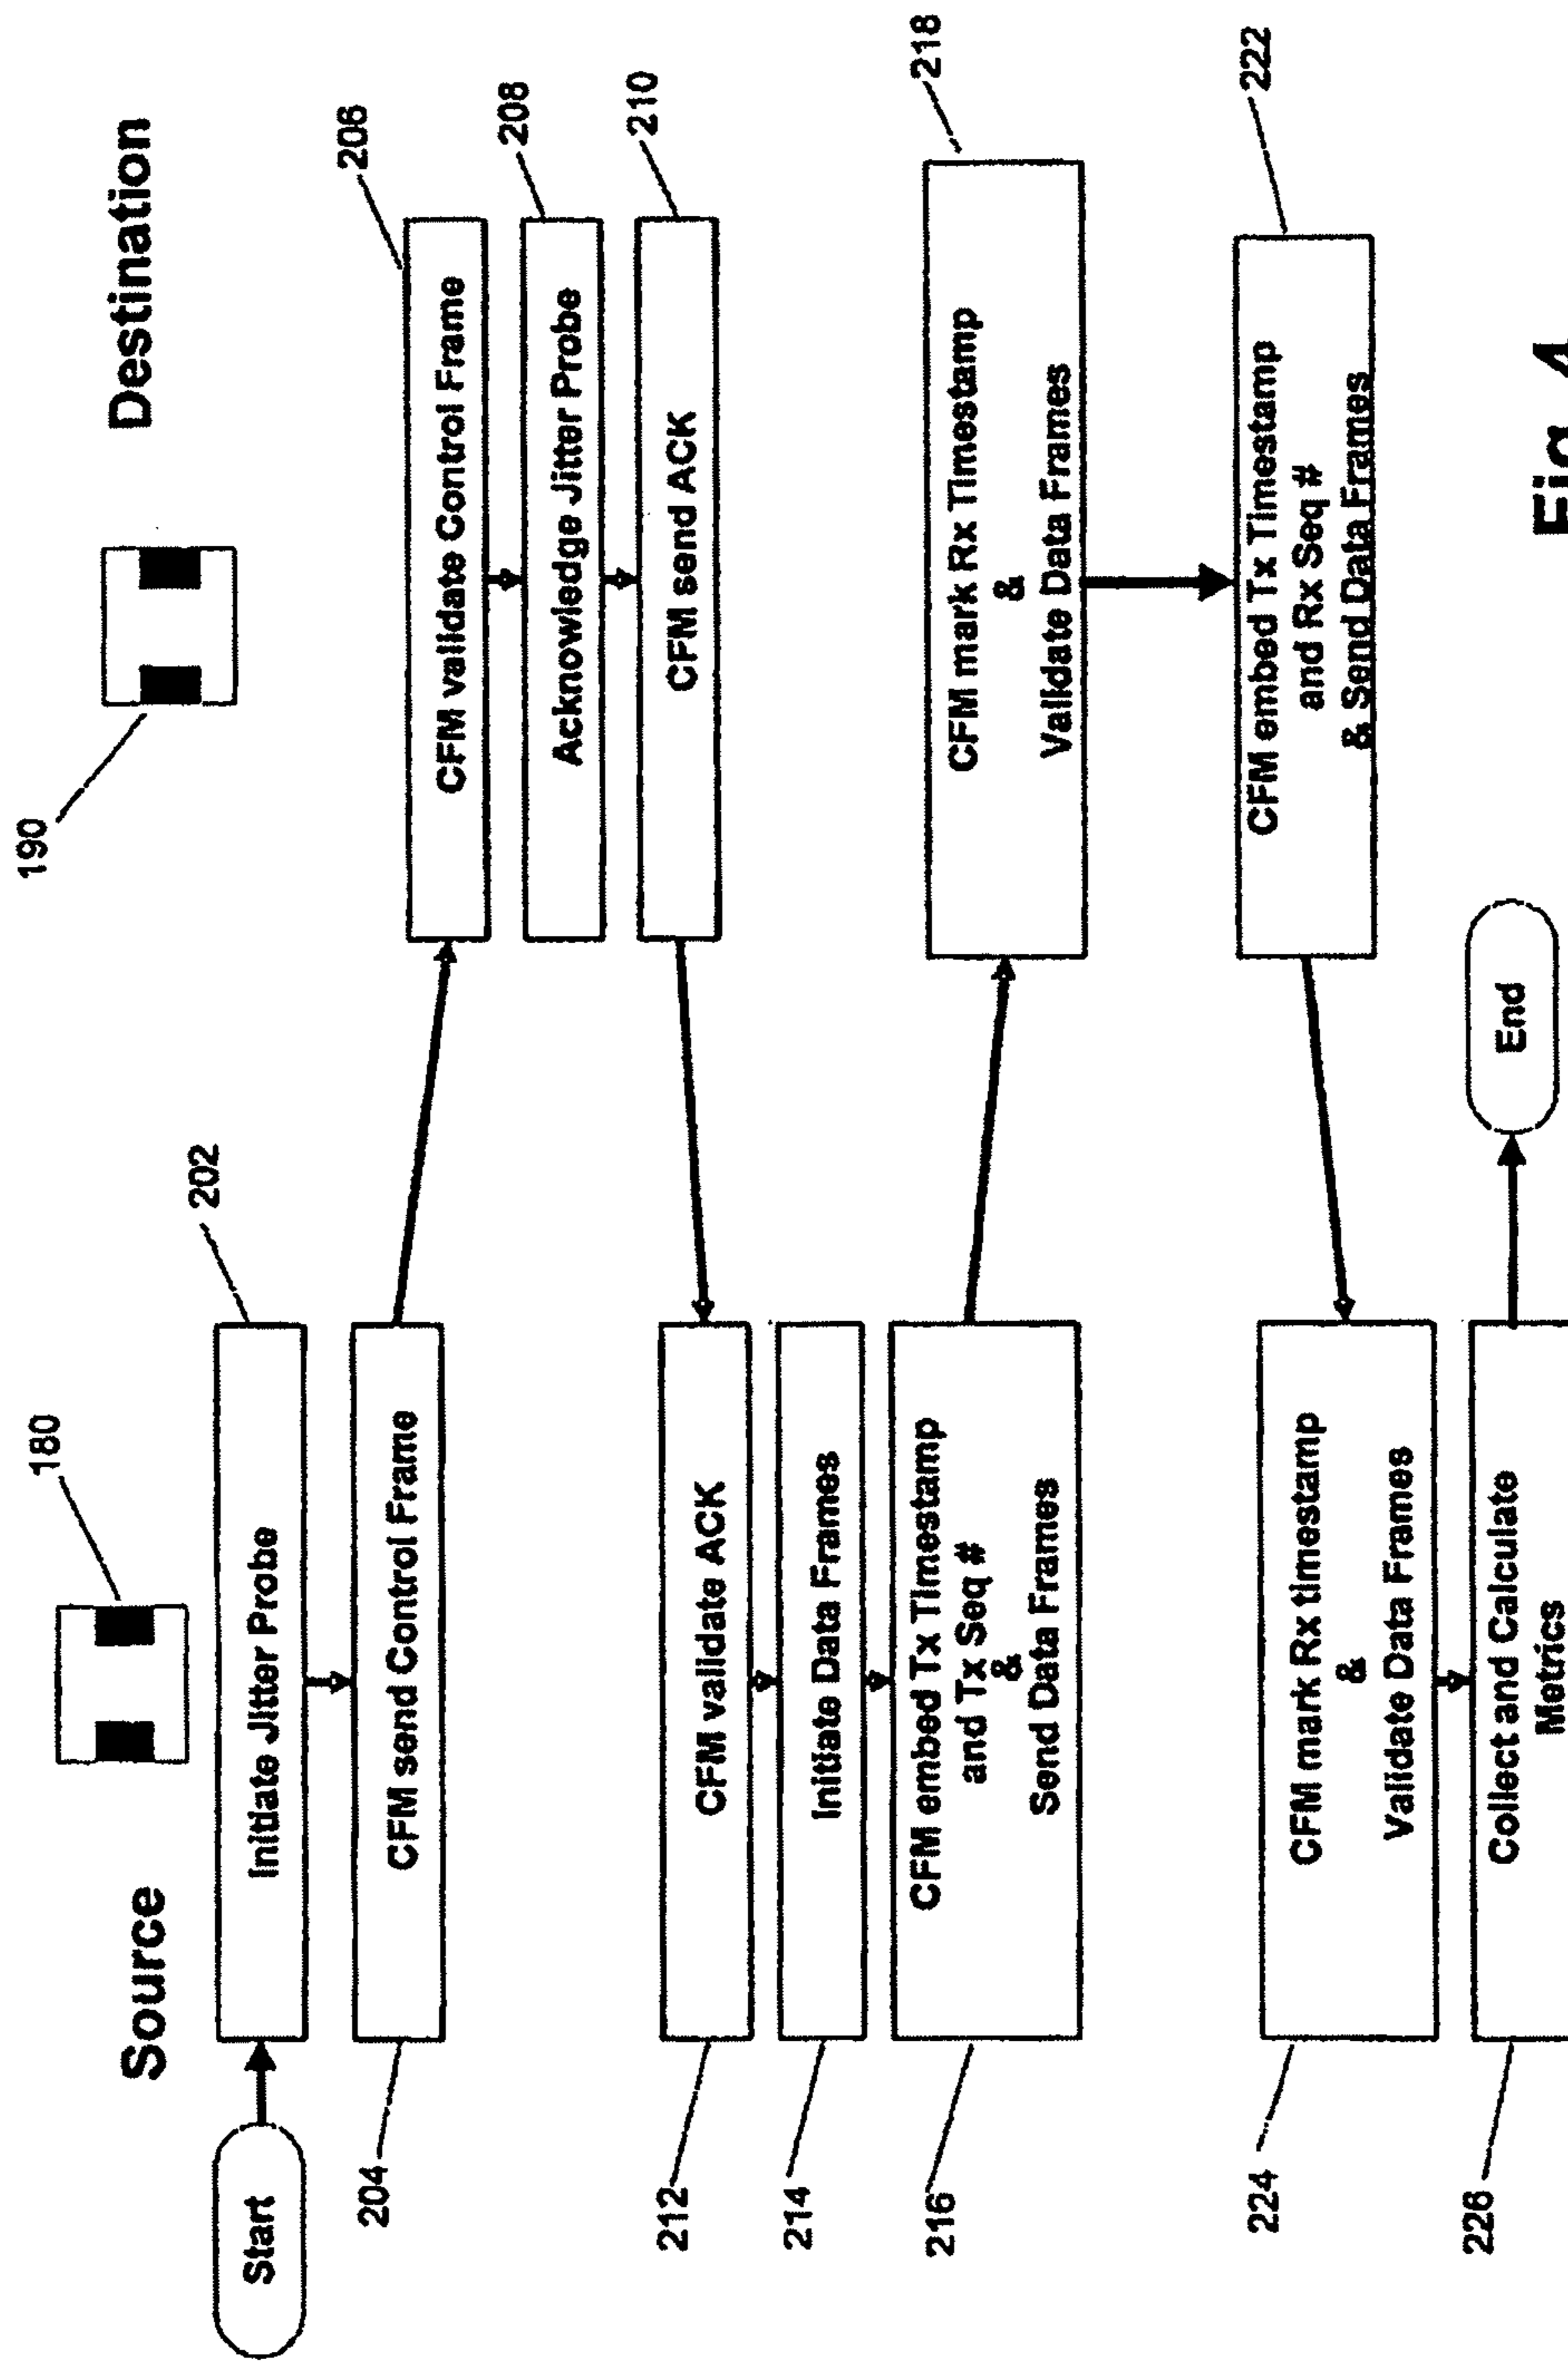 180
190
Source
Destination
Start
Initiate Jitter Probe
202
CFM send Control Frame
204
206
CFM validate Control Frame
208
Acknowledge Jitter Probe
210
CFM send ACK
212
CFM validate ACK
214
Initiate Data Frames
216
CFM embed Tx Timestamp
and Tx Seq #
&
Send Data Frames
218
CFM mark Rx Timestamp
&
Validate Data Frames
222
CFM embed Tx Timestamp
and Rx Seq #
& Send Data Frames
224
CFM mark Rx timestamp
&
Validate Data Frames
226
Collect and Calculate
Metrics
End
Fig. 4